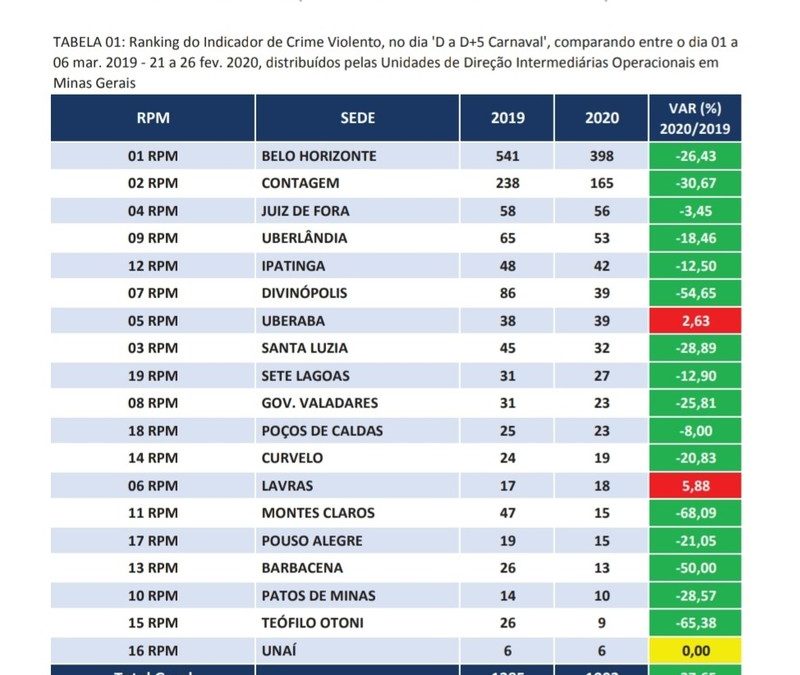 TABELA 01: Ranking do Indicador de Crime Violento, no dia 'D a D+5 Carnaval', comparando entre o dia 01 a
06 mar. 2019 - 21 a 26 fev. 2020, distribuídos pelas Unidades de Direção Intermediárias Operacionais em
Minas Gerais
RPM SEDE 2019 2020 VAR (%) 2020/2019
01 RPM BELO HORIZONTE 541 398 -26,43
02 RPM CONTAGEM 238 165 -30,67
04 RPM JUIZ DE FORA 58 56 -3,45
09 RPM UBERLÂNDIA 65 53 -18,46
12 RPM IPATINGA 48 42 -12,50
07 RPM DIVINÓPOLIS 86 39 -54,65
05 RPM UBERABA 38 39 2,63
03 RPM SANTA LUZIA 45 32 -28,89
19 RPM SETE LAGOAS 31 27 -12,90
08 RPM GOV. VALADARES 31 23 -25,81
18 RPM POÇOS DE CALDAS 25 23 -8,00
14 RPM CURVELO 24 19 -20,83
06 RPM LAVRAS 17 18 5,88
11 RPM MONTES CLAROS 47 15 -68,09
17 RPM POUSO ALEGRE 19 15 -21,05
13 RPM BARBACENA 26 13 -50,00
10 RPM PATOS DE MINAS 14 10 -28,57
15 RPM TEÓFILO OTONI 26 9 -65,38
16 RPM UNAÍ 6 6 0,00